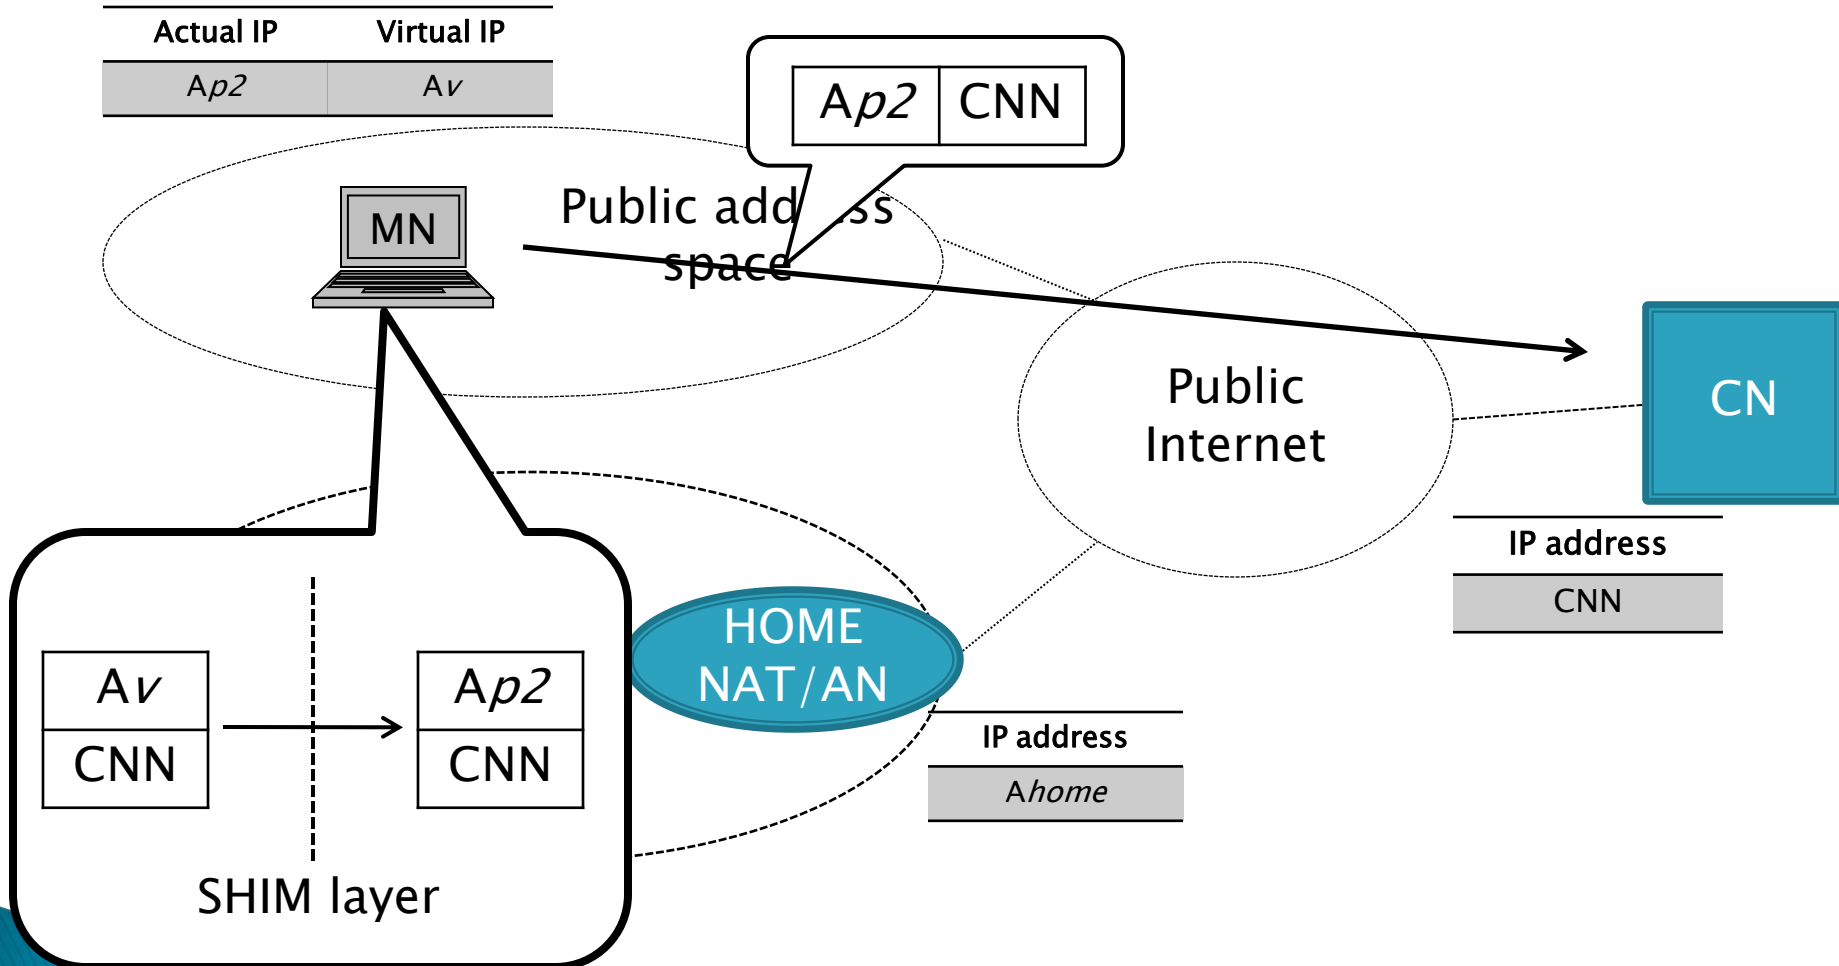 Actual IP Virtual IP
Ap2 Av
Ap2 CNN
MN
Public address
space
Public
Internet
CN
IP address
CNN
HOME
NAT/AN
IP address
Ahome
Av Ap2
CNN CNN
SHIM layer